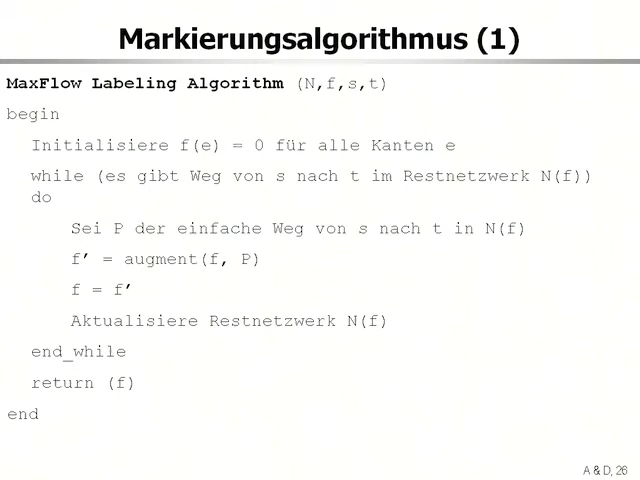 Markierungsalgorithmus (1)
MaxFlow Labeling Algorithm (N,f,s,t)
begin
Initialisiere f(e) = 0 für alle Kanten e
while (es gibt Weg von s nach t im Restnetzwerk N(f))
do
Sei P der einfache Weg von s nach t in N(f)
f’ = augment(f, P)
f = f’
Aktualisiere Restnetzwerk N(f)
end_while
return (f)
end
A & D, 26